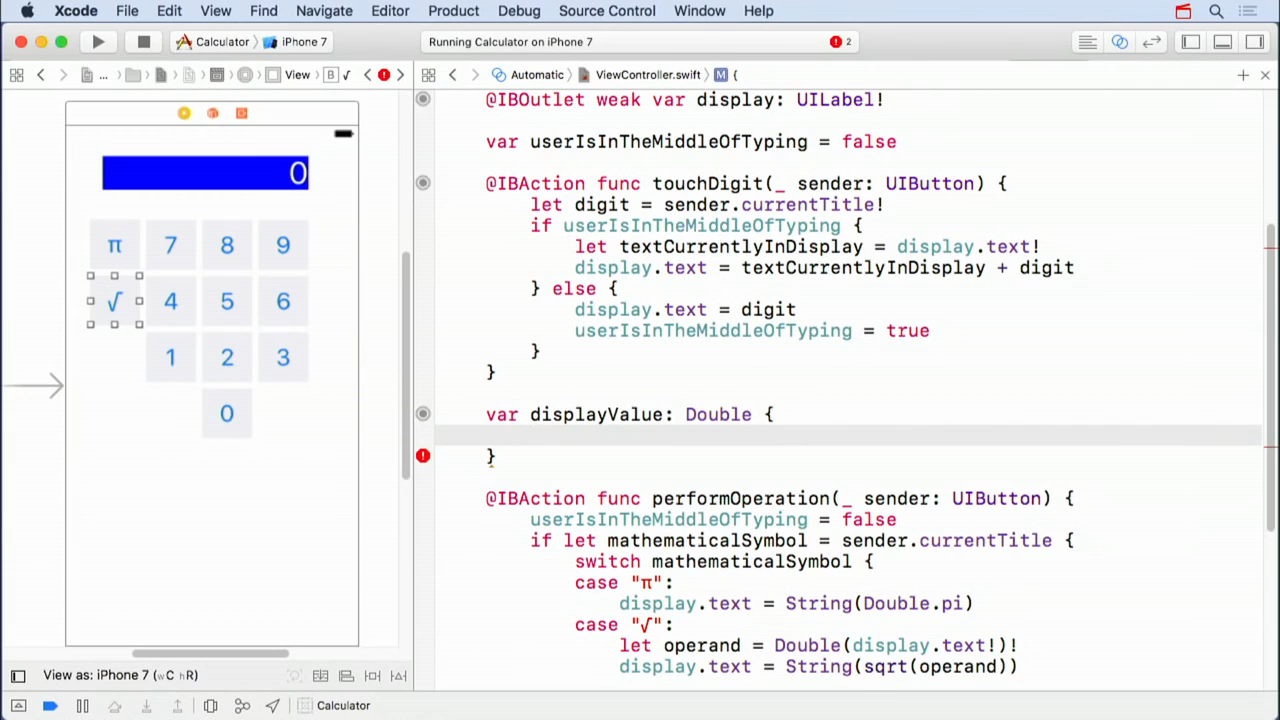 Xcode File Edit View Find Navigate Editor Product Debug Source Control Window Help
Calculator iPhone 7 Running Calculator on iPhone 7 2
... View B √ Automatic ViewController.swift M {
@IBOutlet weak var display: UILabel!
var userIsInTheMiddleOfTyping = false
@IBAction func touchDigit(_ sender: UIButton) {
let digit = sender.currentTitle!
if userIsInTheMiddleOfTyping {
let textCurrentlyInDisplay = display.text!
display.text = textCurrentlyInDisplay + digit
} else {
display.text = digit
userIsInTheMiddleOfTyping = true
}
}
var displayValue: Double {
}
@IBAction func performOperation(_ sender: UIButton) {
userIsInTheMiddleOfTyping = false
if let mathematicalSymbol = sender.currentTitle {
switch mathematicalSymbol {
case "π":
display.text = String(Double.pi)
case "√":
let operand = Double(display.text!)!
display.text = String(sqrt(operand))
0
π 7 8 9
√ 4 5 6
1 2 3
0
View as: iPhone 7 (wC hR)
Calculator